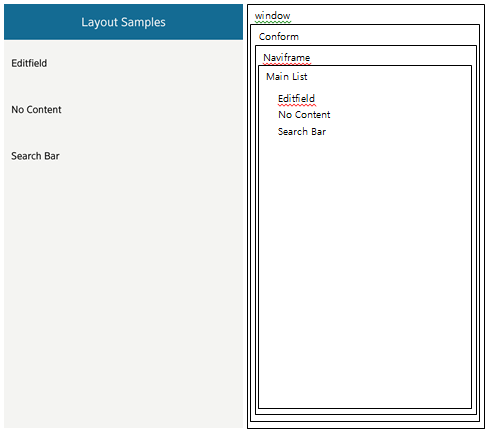 Layout Samples
Editfield
No Content
Search Bar
window
Conform
Naviframe
Main List
Editfield
No Content
Search Bar